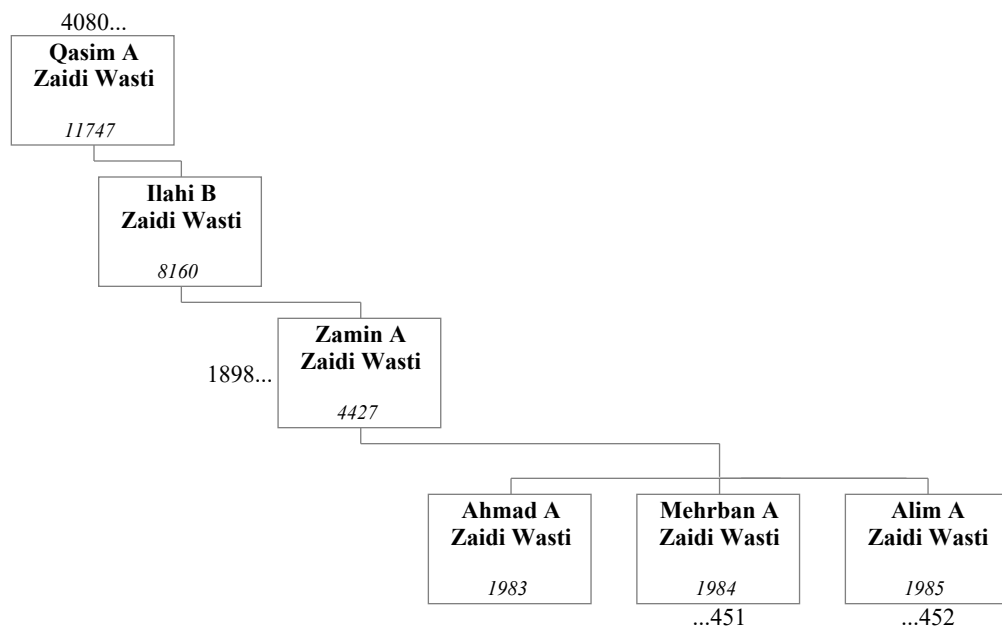 4080...
Qasim A
Zaidi Wasti
11747
Ilahi B
Zaidi Wasti
8160
Zamin A
Zaidi Wasti
1898...
4427
Ahmad A
Zaidi Wasti
1983
Mehrban A
Zaidi Wasti
1984
...451
Alim A
Zaidi Wasti
1985
...452